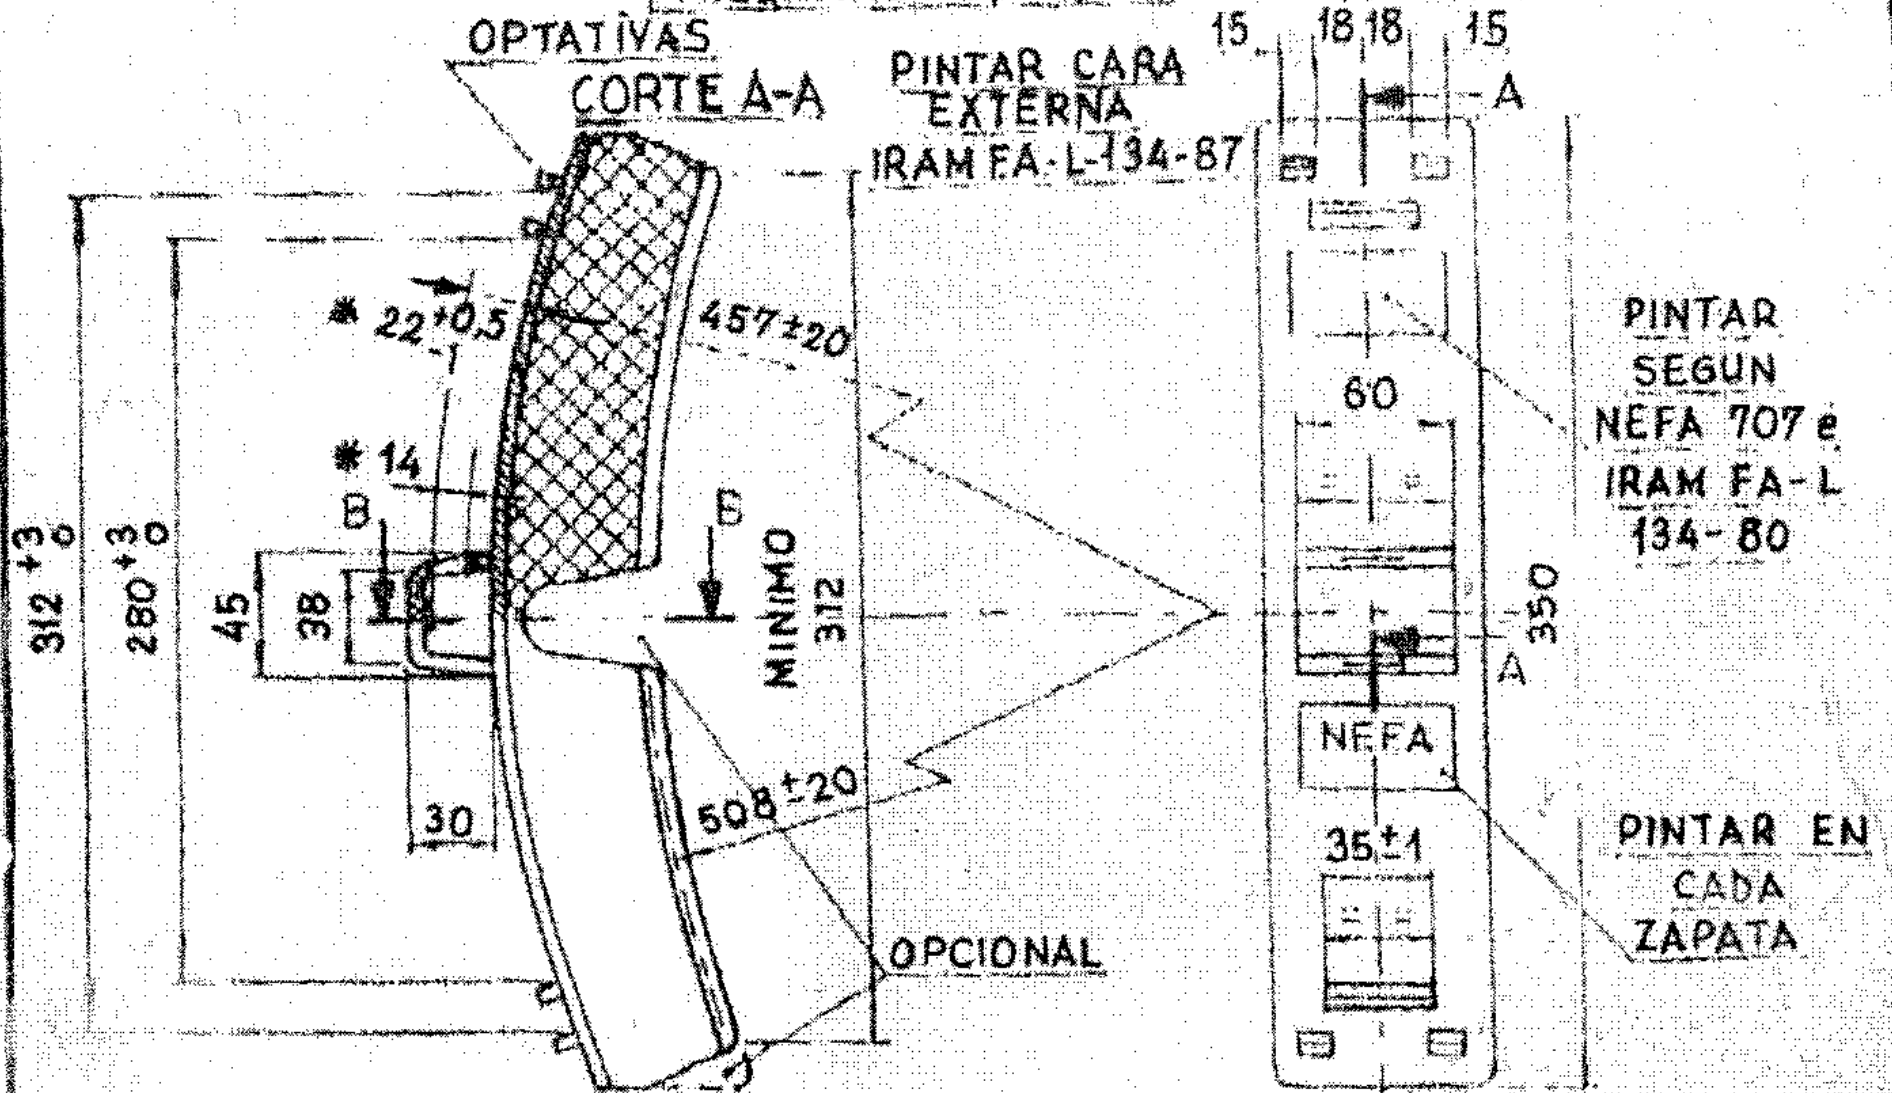 OPTATIVAS
CORTE A-A
PINTAR CARA
EXTERNA
IRAM FA-L-134-87
15 18 18 15
A
* 22 +0,5 -1
457±20
* 14
B
B
312 +3 0
280 +3 0
45
38
MINIMO
312
30
508±20
OPCIONAL
60
PINTAR
SEGUN
NEFA 707 e
IRAM FA-L
134-80
350
A
NEFA
35±1
PINTAR EN
CADA
ZAPATA